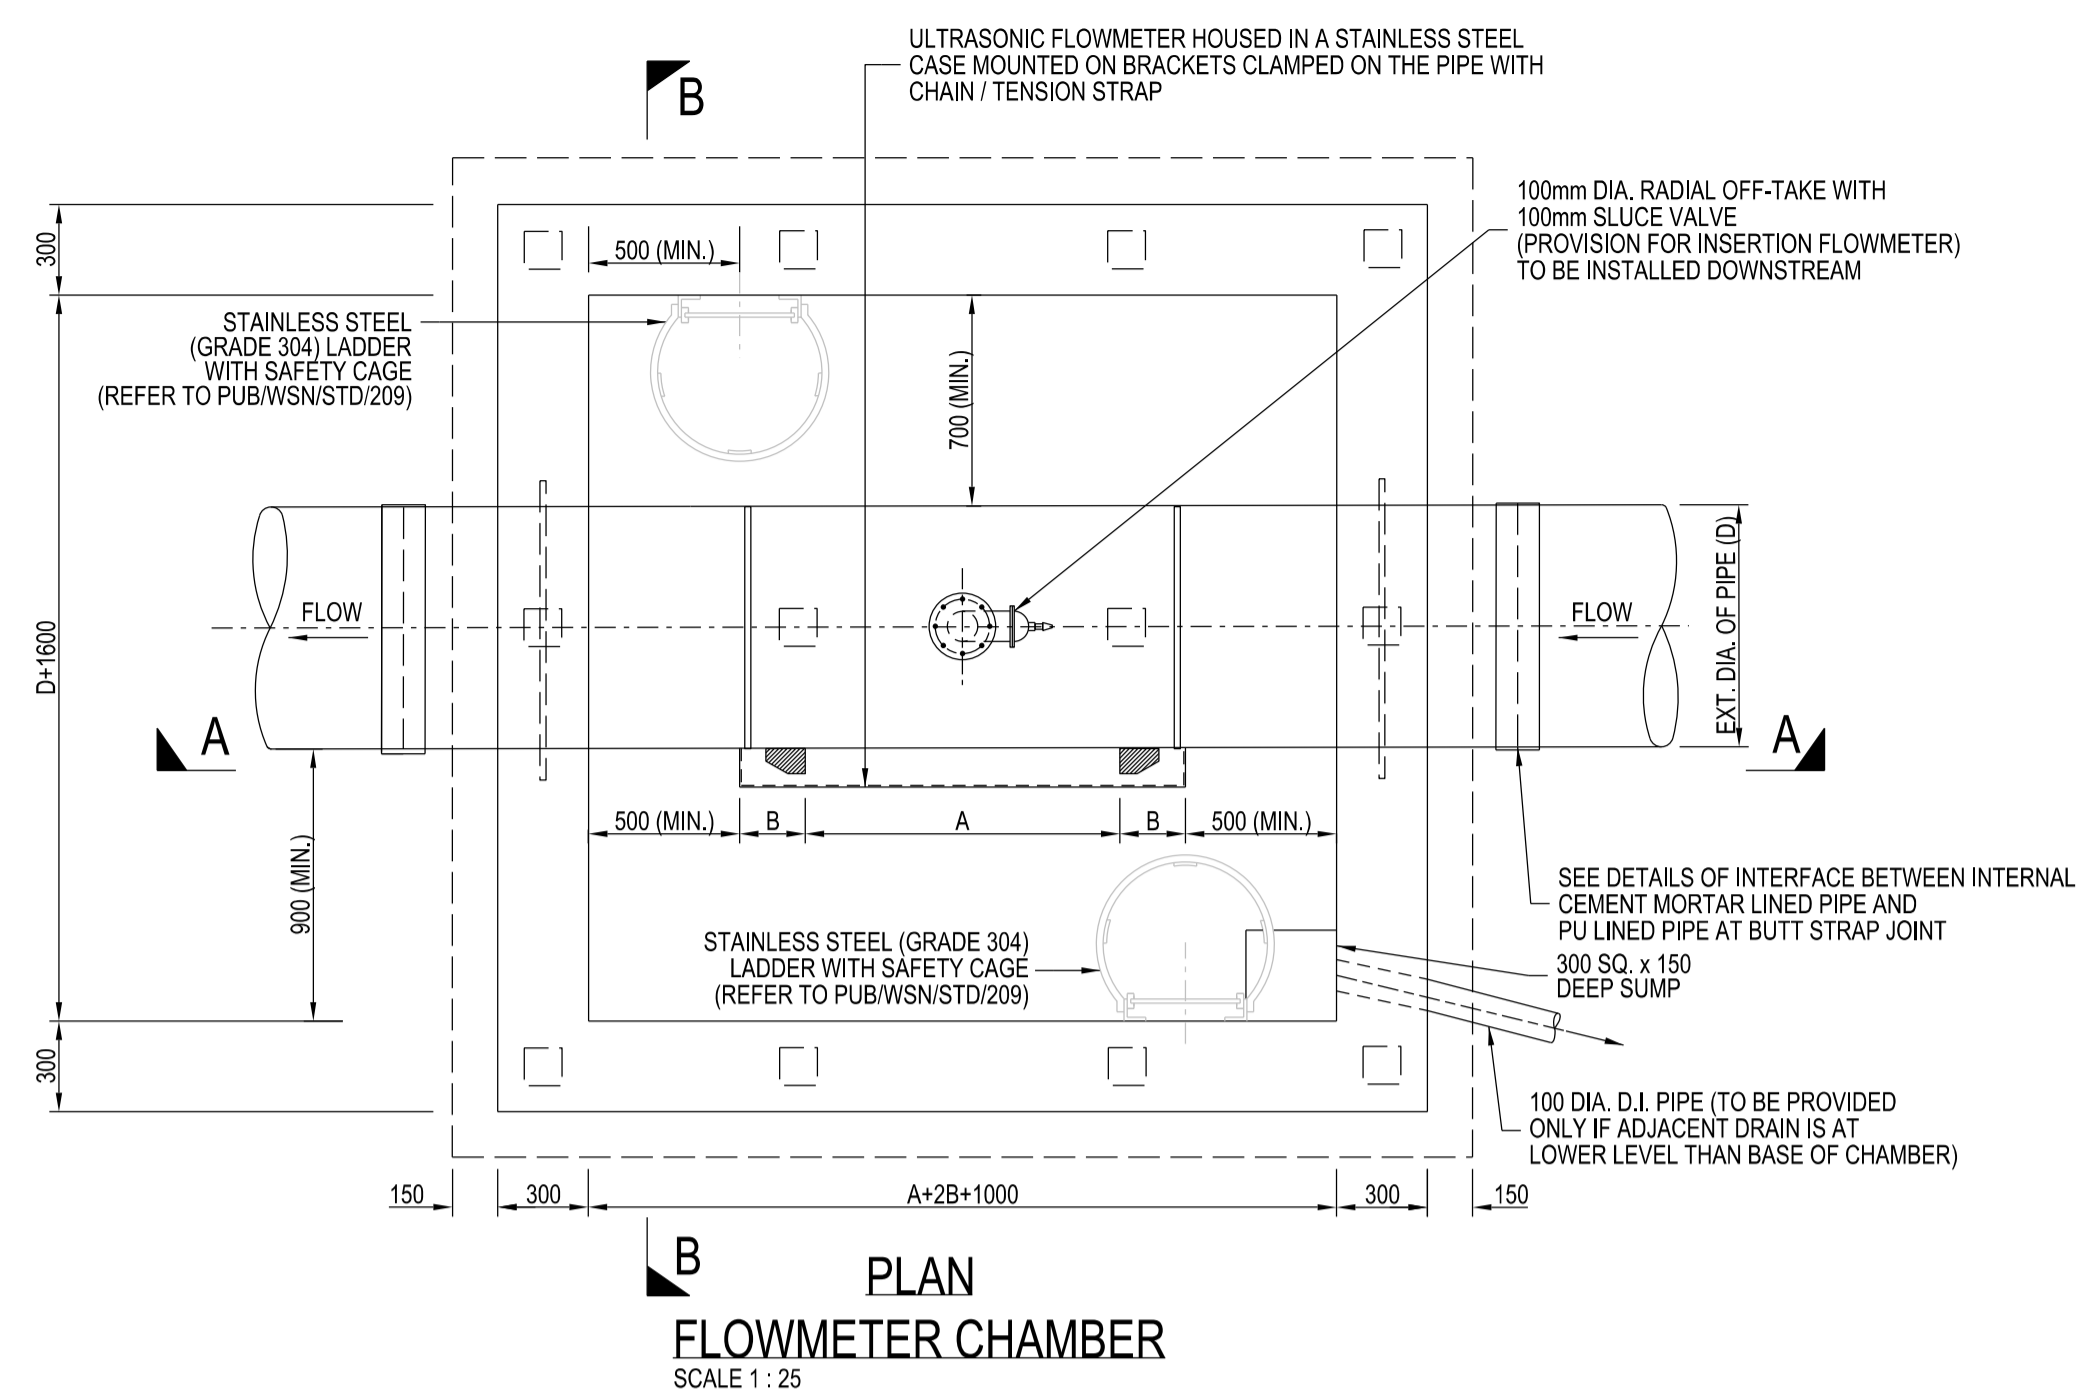 ULTRASONIC FLOWMETER HOUSED IN A STAINLESS STEEL
CASE MOUNTED ON BRACKETS CLAMPED ON THE PIPE WITH
CHAIN / TENSION STRAP
B
100mm DIA. RADIAL OFF-TAKE WITH
100mm SLUCE VALVE
(PROVISION FOR INSERTION FLOWMETER)
TO BE INSTALLED DOWNSTREAM
300
500 (MIN.)
STAINLESS STEEL
(GRADE 304) LADDER
WITH SAFETY CAGE
(REFER TO PUB/WSN/STD/209)
700 (MIN.)
FLOW
FLOW
EXT. DIA. OF PIPE (D)
D+1600
A
A
900 (MIN.)
500 (MIN.)
B
A
B
500 (MIN.)
SEE DETAILS OF INTERFACE BETWEEN INTERNAL
CEMENT MORTAR LINED PIPE AND
PU LINED PIPE AT BUTT STRAP JOINT
STAINLESS STEEL (GRADE 304)
LADDER WITH SAFETY CAGE
(REFER TO PUB/WSN/STD/209)
300 SQ. x 150
DEEP SUMP
300
100 DIA. D.I. PIPE (TO BE PROVIDED
ONLY IF ADJACENT DRAIN IS AT
LOWER LEVEL THAN BASE OF CHAMBER)
150
300
A+2B+1000
300
150
B
PLAN
FLOWMETER CHAMBER
SCALE 1 : 25